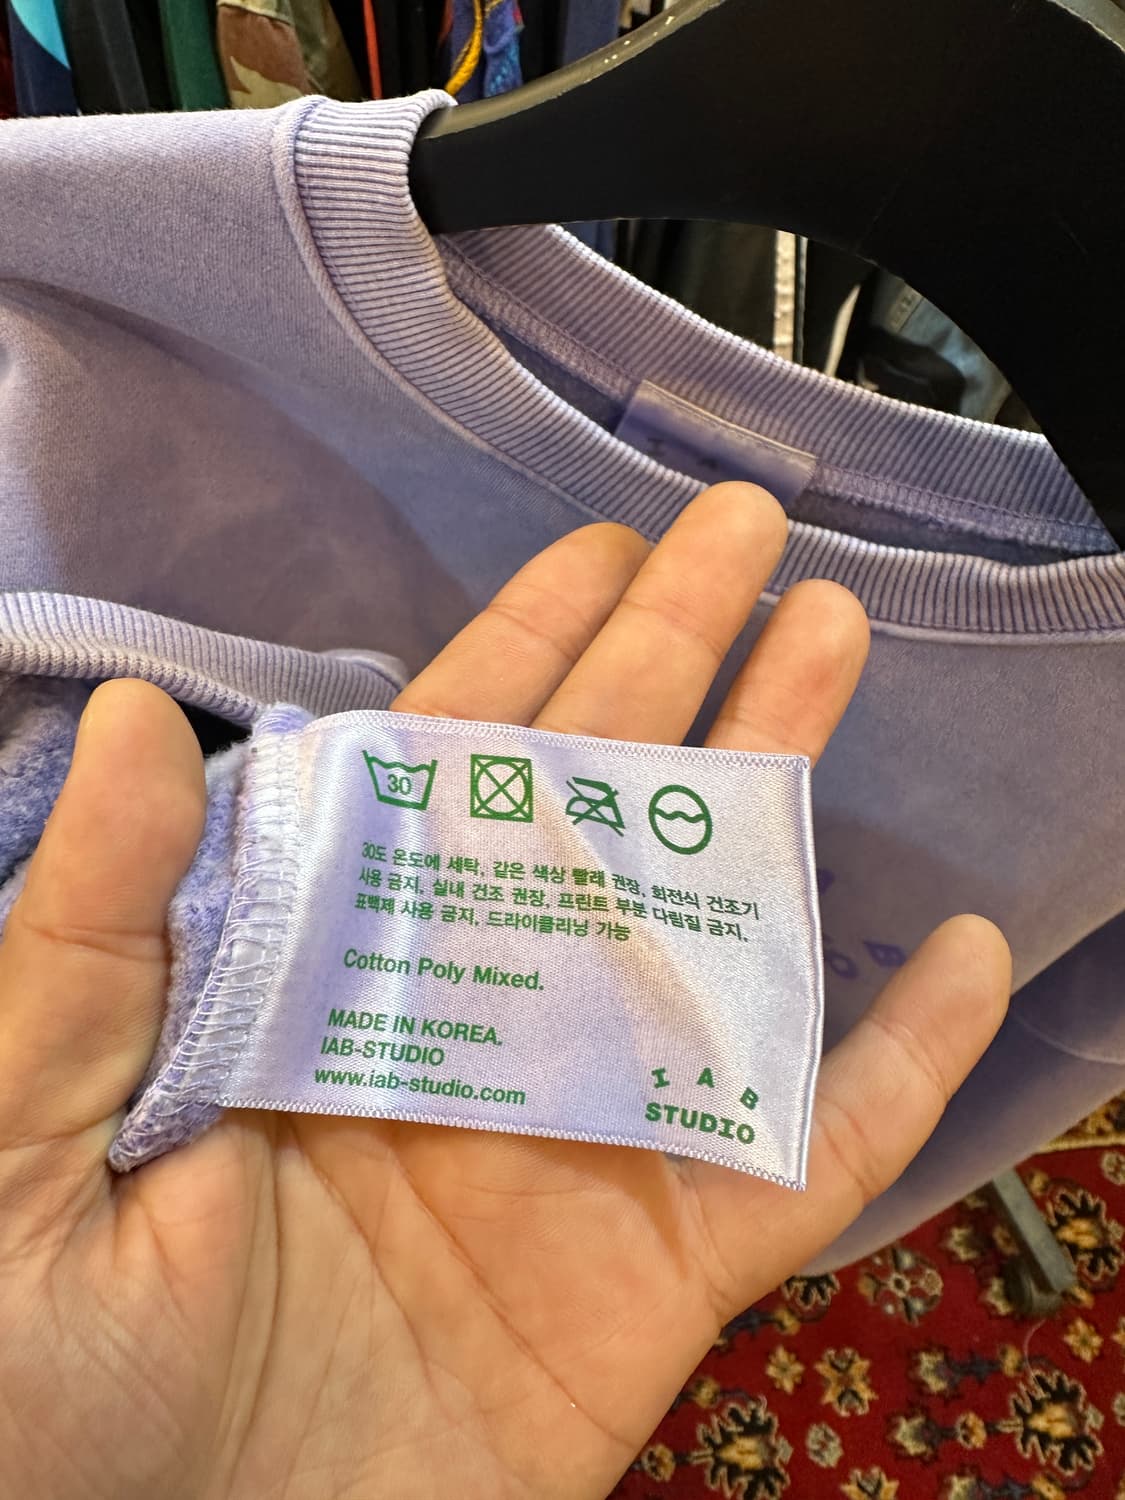 30
30도 온도에 세탁, 같은 색상 빨래 권장, 회전식 건조기
사용 금지, 실내 건조 권장, 프린트 부분 다림질 금지,
표백제 사용 금지, 드라이클리닝 가능
Cotton Poly Mixed.
MADE IN KOREA.
IAB-STUDIO
www.iab-studio.com
I A B
STUDIO